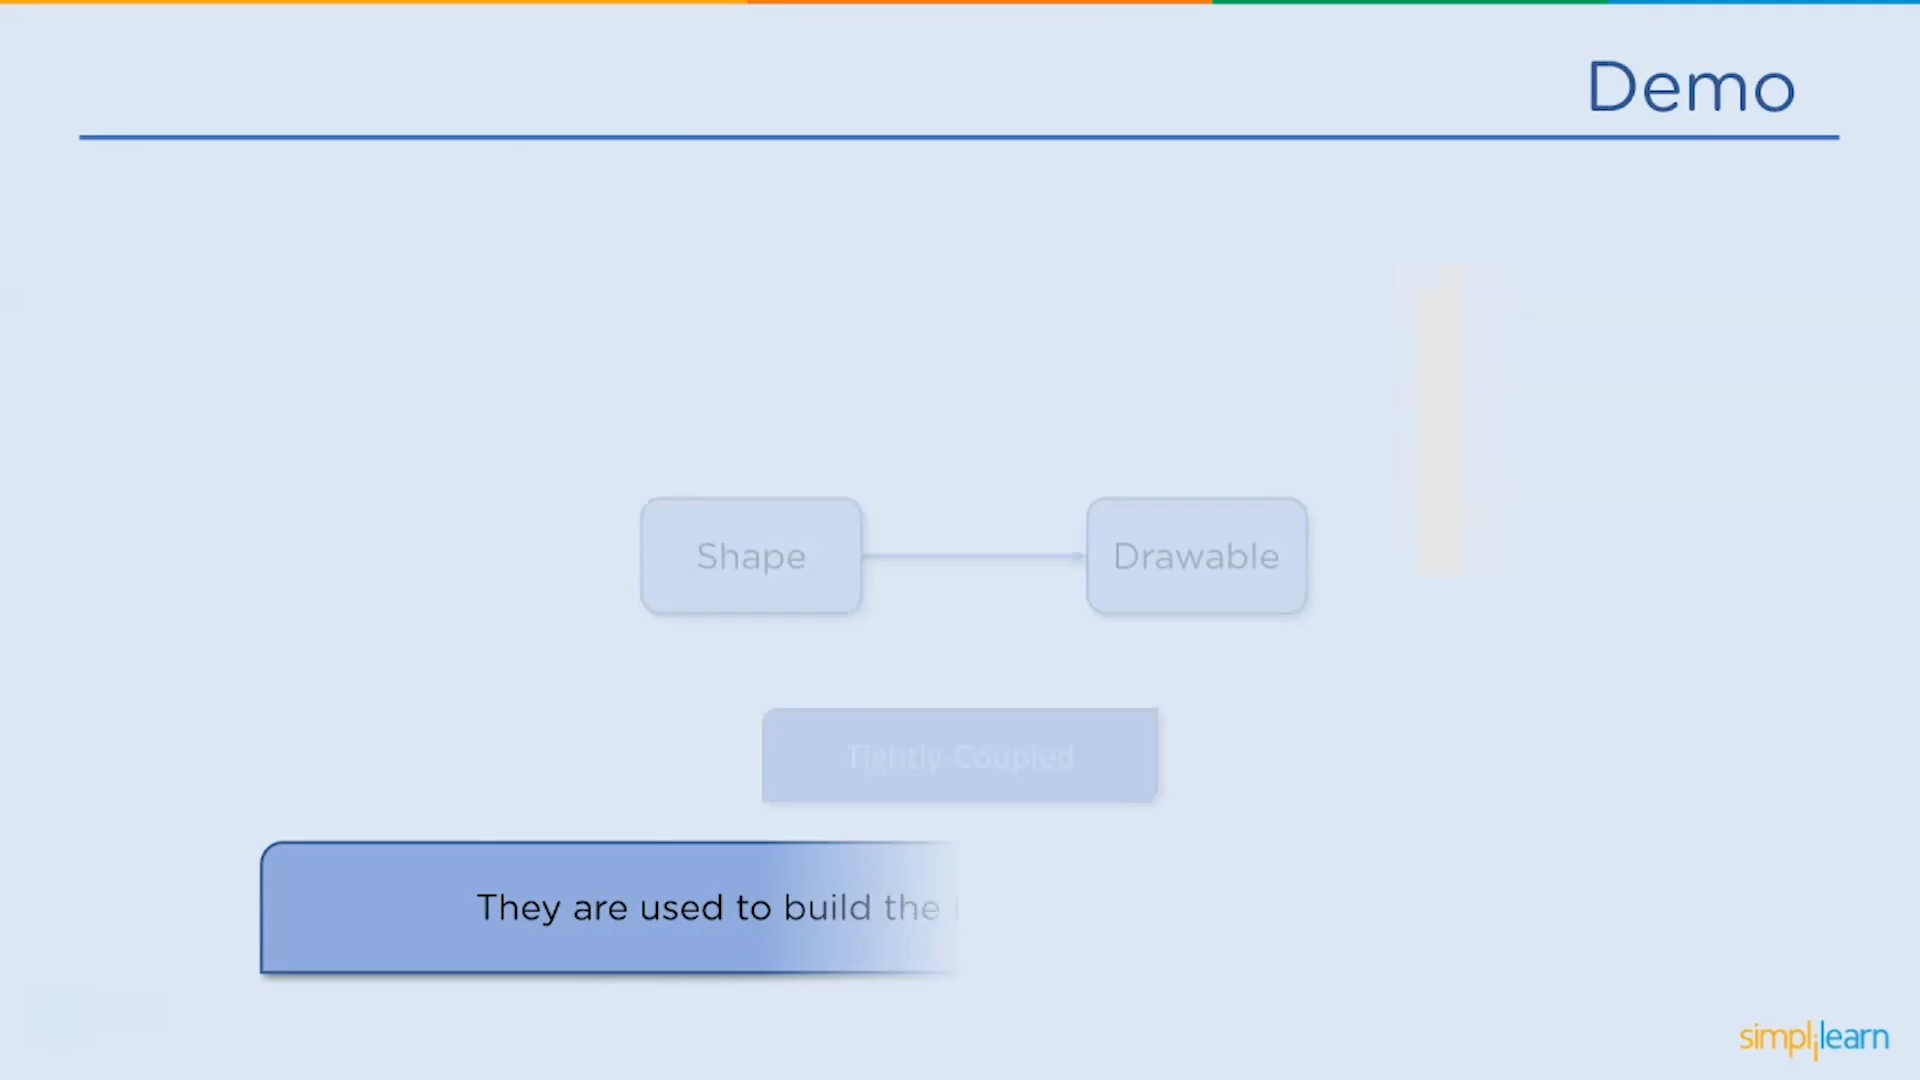 Demo
Shape
Drawable
Tightly-Coupled
They are used to build the
simplilearn